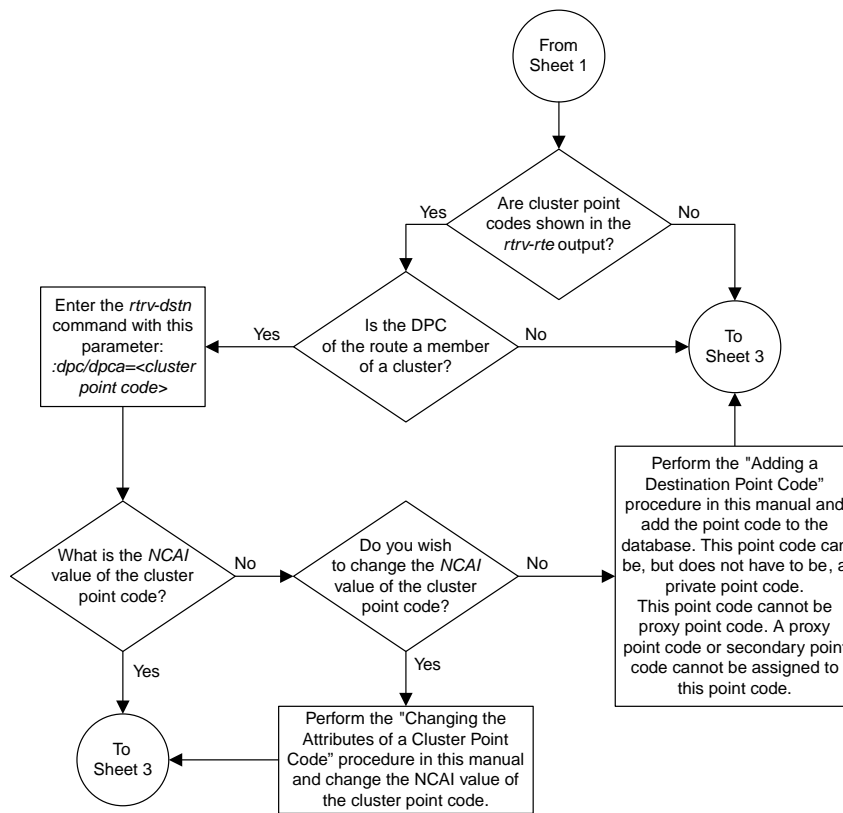 From
Sheet 1
Are cluster point
codes shown in the
rtrv-rte output?
Yes
No
Enter the rtrv-dstn
command with this
parameter:
:dpc/dpca=<cluster
point code>
Yes
Is the DPC
of the route a member
of a cluster?
No
To
Sheet 3
What is the NCAI
value of the cluster
point code?
No
Yes
Do you wish
to change the NCAI
value of the cluster
point code?
No
Yes
Perform the "Adding a
Destination Point Code”
procedure in this manual and
add the point code to the
database. This point code can
be, but does not have to be, a
private point code.
This point code cannot be
proxy point code. A proxy
point code or secondary point
code cannot be assigned to
this point code.
To
Sheet 3
Perform the "Changing the
Attributes of a Cluster Point
Code” procedure in this manual
and change the NCAI value of
the cluster point code.